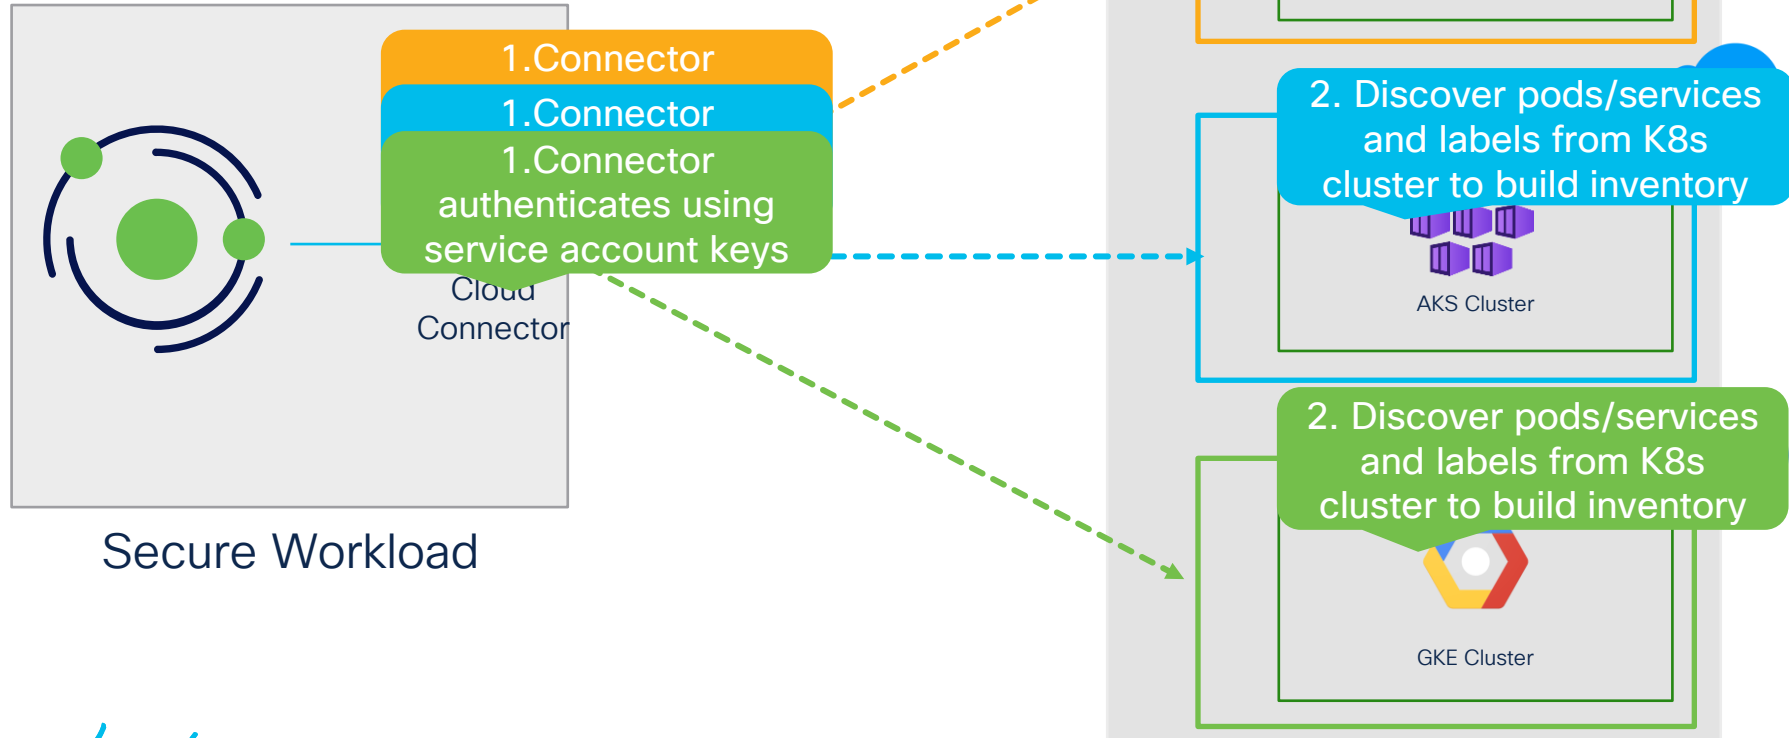 1.Connector
1.Connector
1.Connector
authenticates using
service account keys
Cloud
Connector
Secure Workload
2. Discover pods/services
and labels from K8s
cluster to build inventory
AKS Cluster
2. Discover pods/services
and labels from K8s
cluster to build inventory
GKE Cluster